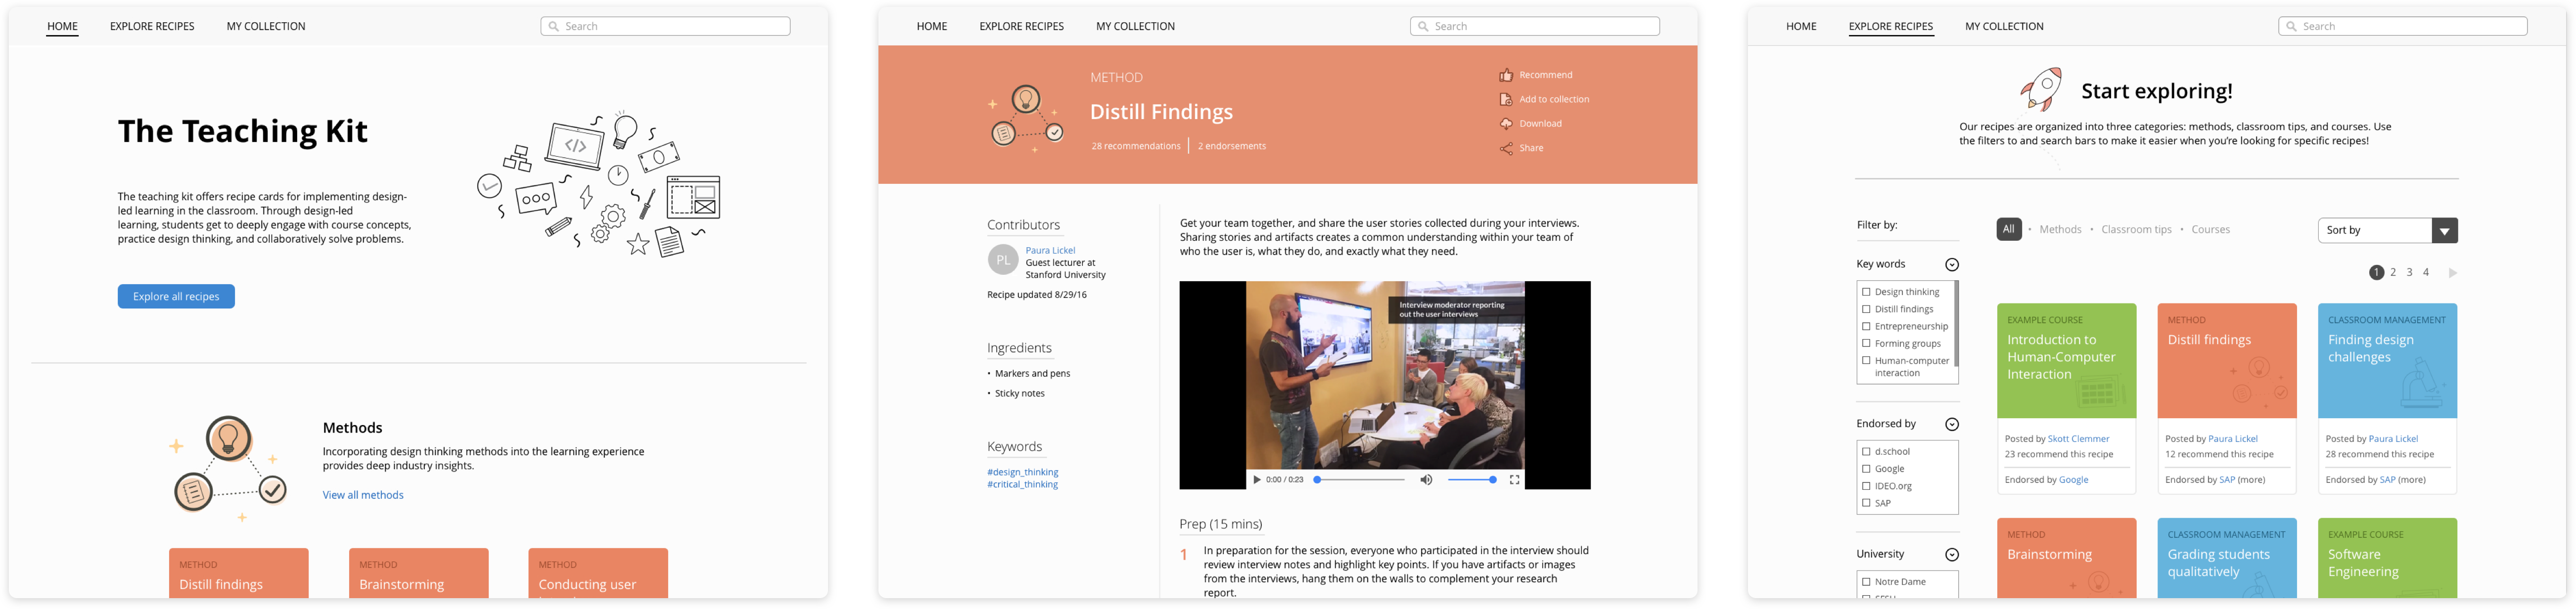 HOME
EXPLORE RECIPES
MY COLLECTION
Search
The Teaching Kit
The teaching kit offers recipe cards for implementing design-
led learning in the classroom. Through design-led
learning, students get to deeply engage with course concepts,
practice design thinking, and collaboratively solve problems.
Explore all recipes
Methods
Incorporating design thinking methods into the learning experience
provides deep industry insights.
View all methods
METHOD
Distill findings
METHOD
Brainstorming
METHOD
Conducting user
HOME
EXPLORE RECIPES
MY COLLECTION
Search
METHOD
Distill Findings
28 recommendations
2 endorsements
Recommend
Add to collection
Download
Share
Contributors
PL
Paura Lickel
Guest lecturer at
Stanford University
Recipe updated 8/29/16
Ingredients
• Markers and pens
• Sticky notes
Keywords
#design_thinking
#critical_thinking
Get your team together, and share the user stories collected during your interviews.
Sharing stories and artifacts creates a common understanding within your team of
who the user is, what they do, and exactly what they need.
Interview moderator reporting
out the user interviews
0:00 / 0:23
Prep (15 mins)
1 In preparation for the session, everyone who participated in the interview should
review interview notes and highlight key points. If you have artifacts or images
from the interviews, hang them on the walls to complement your research
report.
HOME
EXPLORE RECIPES
MY COLLECTION
Search
Start exploring!
Our recipes are organized into three categories: methods, classroom tips, and courses. Use
the filters to and search bars to make it easier when you're looking for specific recipes!
Filter by:
Key words
Design thinking
Distill findings
Entrepreneurship
Forming groups
Human-computer
interaction
Endorsed by
d.school
Google
IDEO.org
SAP
University
Notre Dame
All • Methods • Classroom tips • Courses
Sort by
1 2 3 4
EXAMPLE COURSE
Introduction to
Human-Computer
Interaction
Posted by Skott Clemmer
23 recommend this recipe
Endorsed by Google
METHOD
Distill findings
Posted by Paura Lickel
12 recommend this recipe
Endorsed by SAP (more)
CLASSROOM MANAGEMENT
Finding design
challenges
Posted by Paura Lickel
28 recommend this recipe
Endorsed by SAP (more)
METHOD
Brainstorming
CLASSROOM MANAGEMENT
Grading students
qualitatively
EXAMPLE COURSE
Software
Engineering